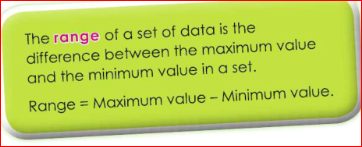 The range of a set of data is the
difference between the maximum value
and the minimum value in a set.
Range = Maximum value – Minimum value.